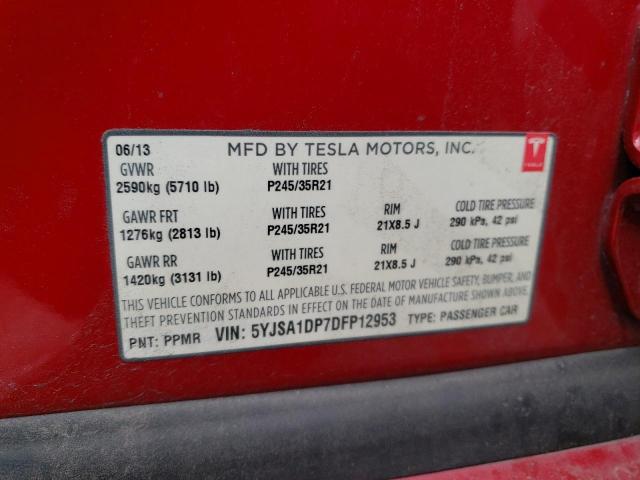 06/13 MFD BY TESLA MOTORS, INC.
GVWR WITH TIRES
2590kg (5710 lb) P245/35R21
GAWR FRT WITH TIRES RIM COLD TIRE PRESSURE
1276kg (2813 lb) P245/35R21 21X8.5 J 290 kPa, 42 psi
GAWR RR WITH TIRES RIM COLD TIRE PRESSURE
1420kg (3131 lb) P245/35R21 21X8.5 J 290 kPa, 42 psi
THIS VEHICLE CONFORMS TO ALL APPLICABLE U.S. FEDERAL MOTOR VEHICLE SAFETY, BUMPER, AND
THEFT PREVENTION STANDARDS IN EFFECT ON THE DATE OF MANUFACTURE SHOWN ABOVE.
PNT: PPMR VIN: 5YJSA1DP7DFP12953 TYPE: PASSENGER CAR
TESLA